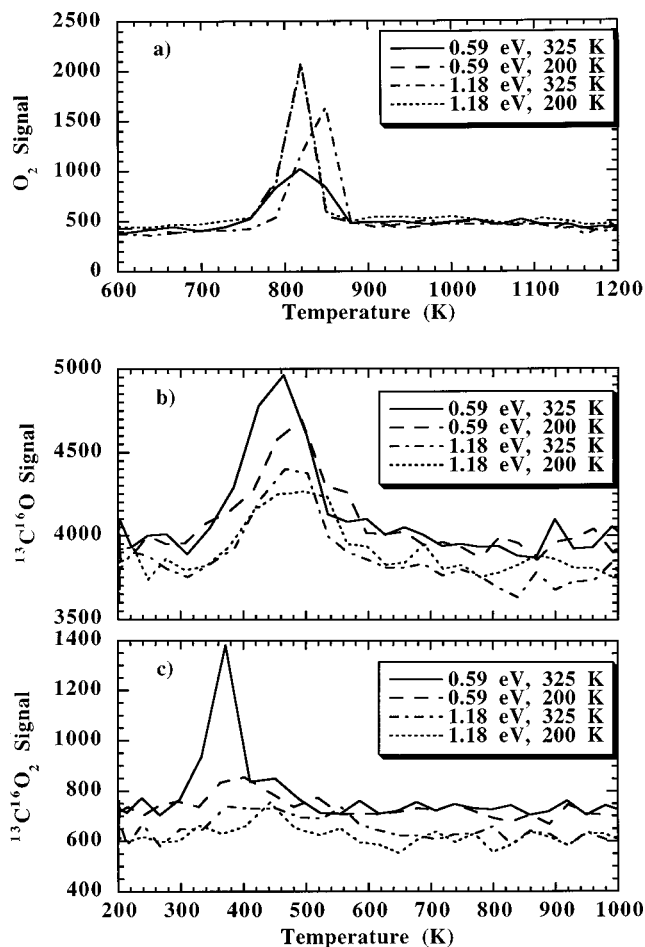 a)
0.59 eV, 325 K
0.59 eV, 200 K
1.18 eV, 325 K
1.18 eV, 200 K
O₂ Signal
2500
2000
1500
1000
500
0
600 700 800 900 1000 1100 1200
Temperature (K)
b)
0.59 eV, 325 K
0.59 eV, 200 K
1.18 eV, 325 K
1.18 eV, 200 K
¹³C¹⁶O Signal
5000
4500
4000
3500
c)
0.59 eV, 325 K
0.59 eV, 200 K
1.18 eV, 325 K
1.18 eV, 200 K
¹³C¹⁶O₂ Signal
1400
1200
1000
800
600
400
200 300 400 500 600 700 800 900 1000
Temperature (K)